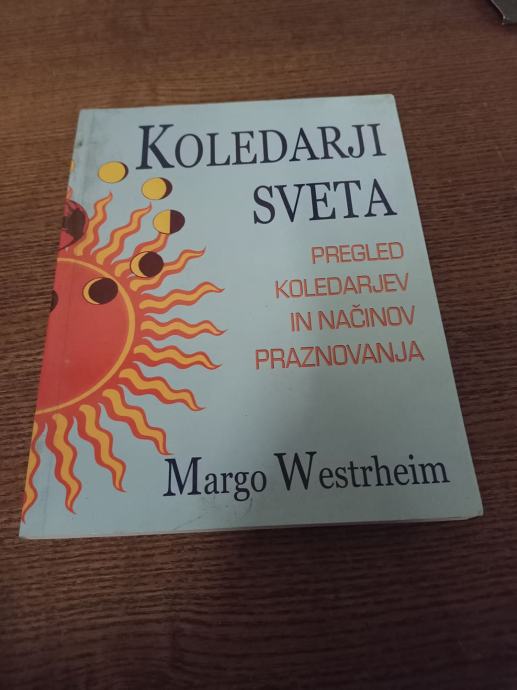 KOLEDARJI
SVETA
PREGLED
KOLEDARJEV
IN NAČINOV
PRAZNOVANJA
Margo Westrheim